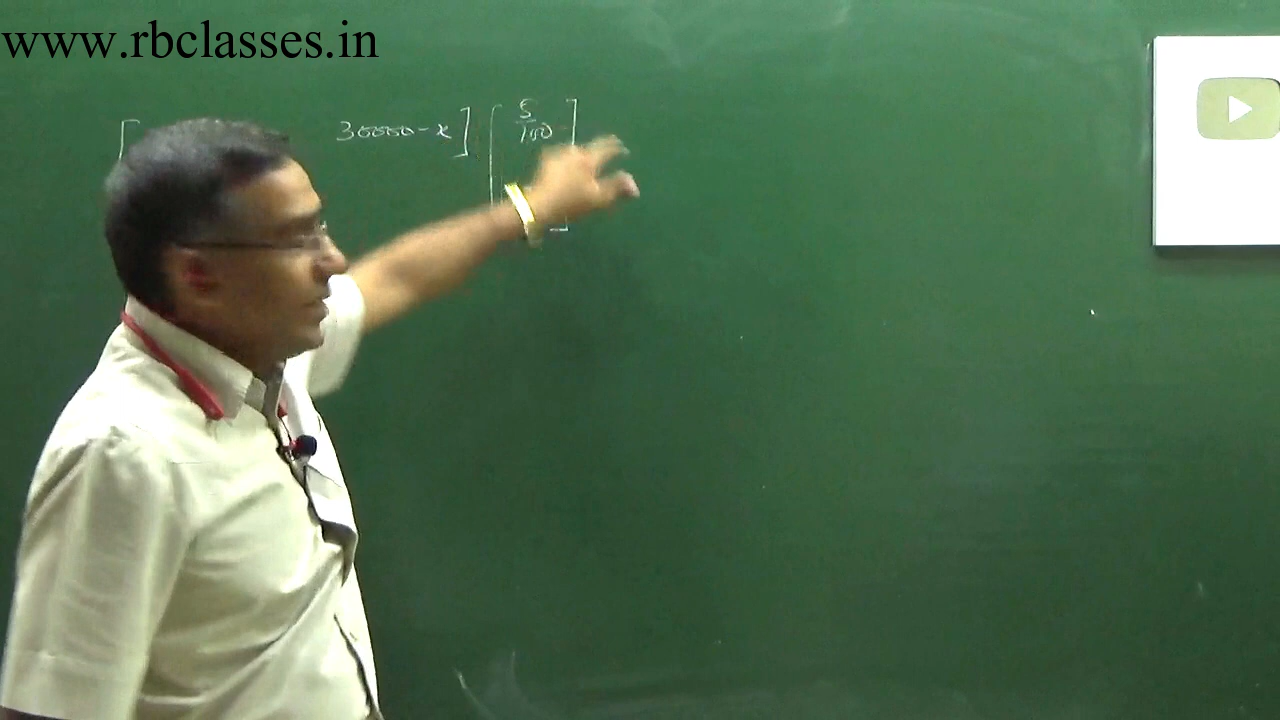 www.rbclasses.in
[ 30000-x] [ 5/100 ]